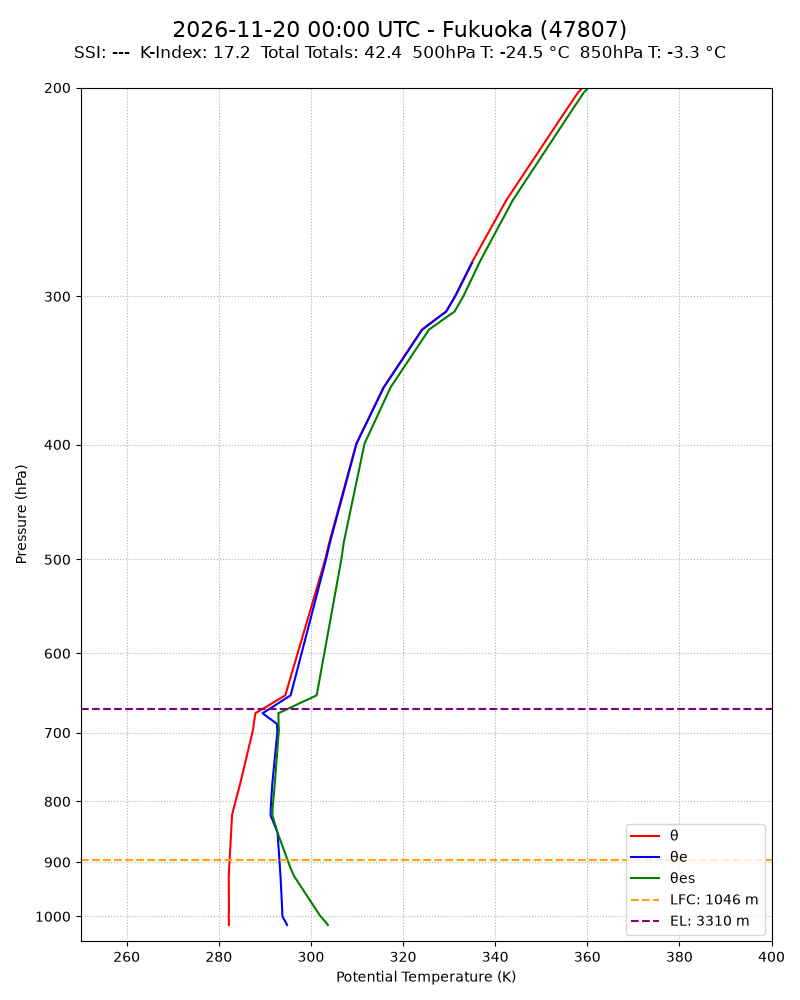 2026-11-20 00:00 UTC - Fukuoka (47807)
SSI: --- K-Index: 17.2 Total Totals: 42.4 500hPa T: -24.5 °C 850hPa T: -3.3 °C
200
300
400
500
600
700
800
900
1000
Pressure (hPa)
θ
θe
θes
LFC: 1046 m
EL: 3310 m
260
280
300
320
340
360
380
400
Potential Temperature (K)